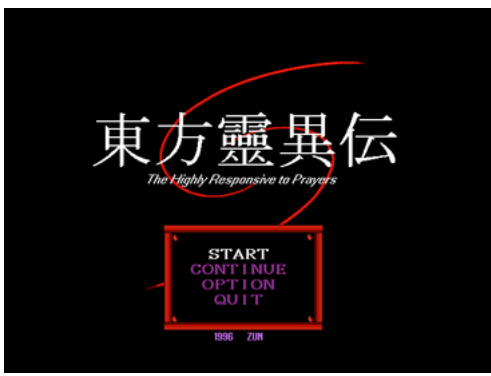 東方靈異伝
The Highly Responsive to Prayers
START
CONTINUE
OPTION
QUIT
1996 ZUN